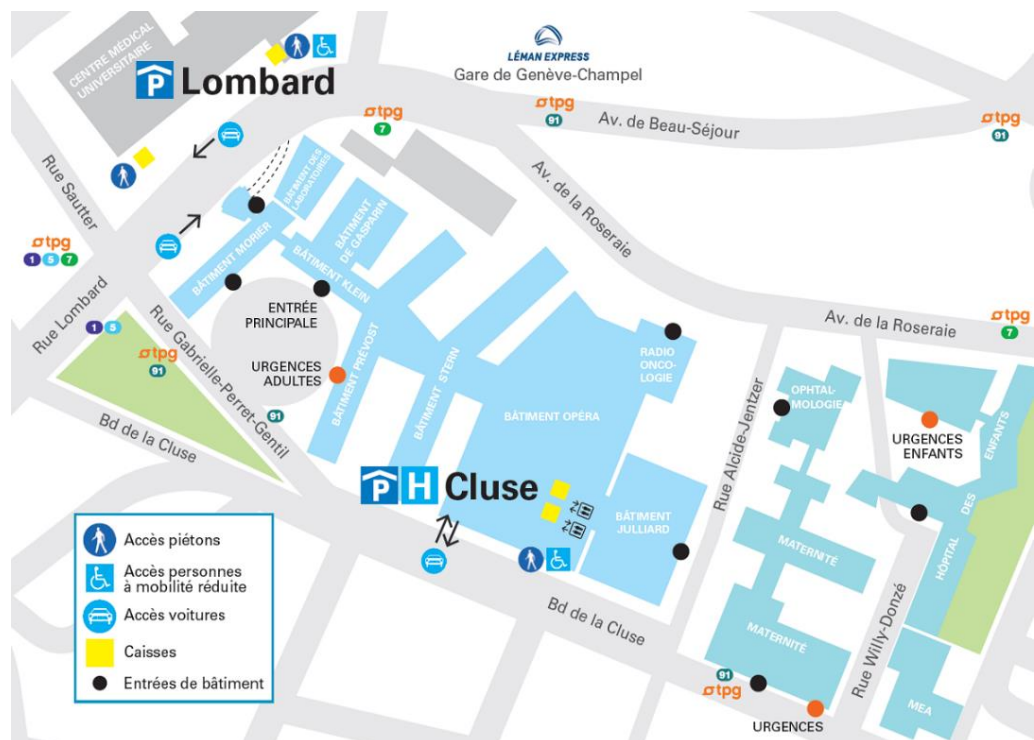 CENTRE MÉDICAL
UNIVERSITAIRE
P Lombard
LÉMAN EXPRESS
Gare de Genève-Champel
tpg
7
tpg
91
tpg
91
Av. de Beau-Séjour
Rue Sautter
Av. de la Roseraie
tpg
1 5 7
BÂTIMENT DES
LABORATOIRES
BÂTIMENT
DE GASPARIN
BÂTIMENT MORIER
BÂTIMENT KLEIN
ENTRÉE
PRINCIPALE
Rue Lombard
1 5
tpg
91
Rue Gabrielle-Perret-Gentil
91
URGENCES
ADULTES
BÂTIMENT PRÉVOST
BÂTIMENT STERN
BÂTIMENT OPÉRA
RADIO
ONCO-
LOGIE
Av. de la Roseraie
tpg
7
OPHTAL-
MOLOGIE
URGENCES
ENFANTS
HÔPITAL DES ENFANTS
Rue Alcide-Jentzer
Bd de la Cluse
P H Cluse
BÂTIMENT
JULLIARD
MATERNITÉ
MATERNITÉ
Bd de la Cluse
Rue Willy-Donzé
91
tpg
URGENCES
MEA
Accès piétons
Accès personnes
à mobilité réduite
Accès voitures
Caisses
Entrées de bâtiment